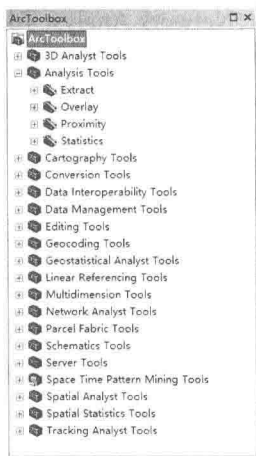 ArcToolbox
ArcToolbox
3D Analyst Tools
Analysis Tools
Extract
Overlay
Proximity
Statistics
Cartography Tools
Conversion Tools
Data Interoperability Tools
Data Management Tools
Editing Tools
Geocoding Tools
Geostatistical Analyst Tools
Linear Referencing Tools
Multidimension Tools
Network Analyst Tools
Parcel Fabric Tools
Schematics Tools
Server Tools
Space Time Pattern Mining Tools
Spatial Analyst Tools
Spatial Statistics Tools
Tracking Analyst Tools